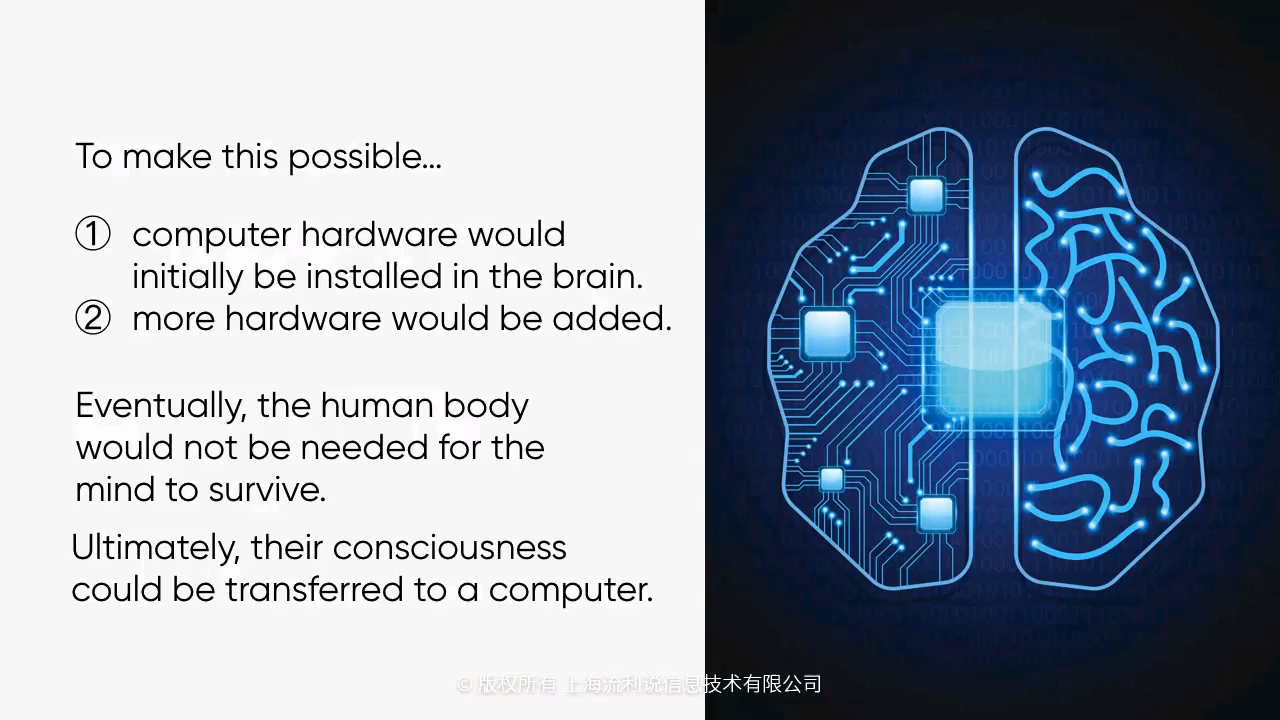 To make this possible...
① computer hardware would
initially be installed in the brain.
② more hardware would be added.
Eventually, the human body
would not be needed for the
mind to survive.
Ultimately, their consciousness
could be transferred to a computer.
© 版权所有 上海流利说信息技术有限公司